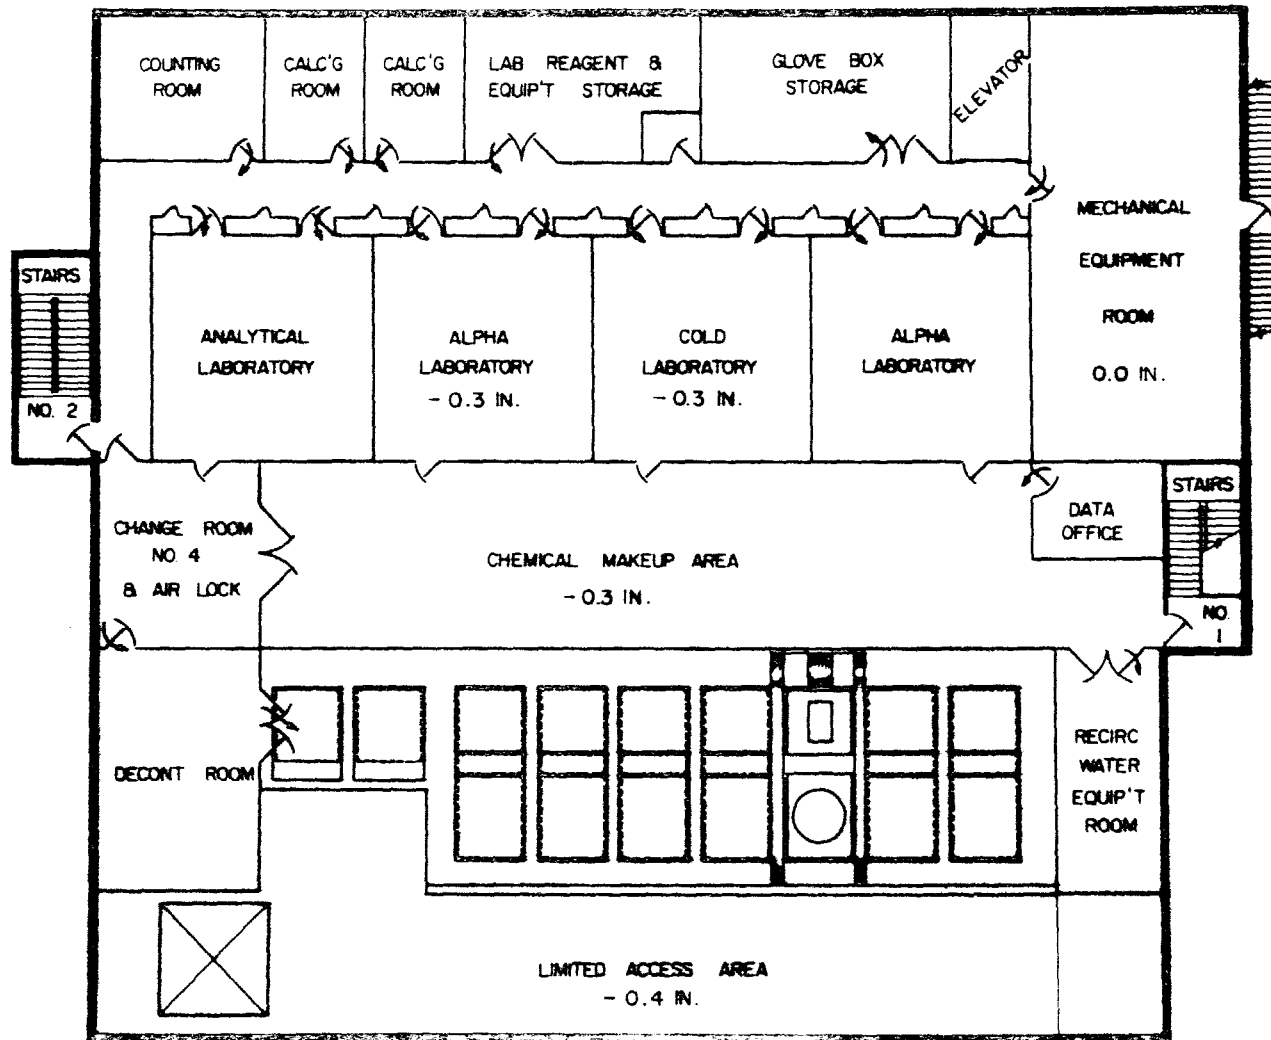 COUNTING
ROOM
CALC'G
ROOM
CALC'G
ROOM
LAB REAGENT &
EQUIP'T STORAGE
GLOVE BOX
STORAGE
ELEVATOR
MECHANICAL
EQUIPMENT
ROOM
0.0 IN.
STAIRS
NO. 2
ANALYTICAL
LABORATORY
ALPHA
LABORATORY
- 0.3 IN.
COLD
LABORATORY
- 0.3 IN.
ALPHA
LABORATORY
CHANGE ROOM
NO. 4
& AIR LOCK
CHEMICAL MAKEUP AREA
- 0.3 IN.
DATA
OFFICE
STAIRS
NO.
1
DECONT ROOM
RECIRC
WATER
EQUIP'T
ROOM
LIMITED ACCESS AREA
- 0.4 IN.